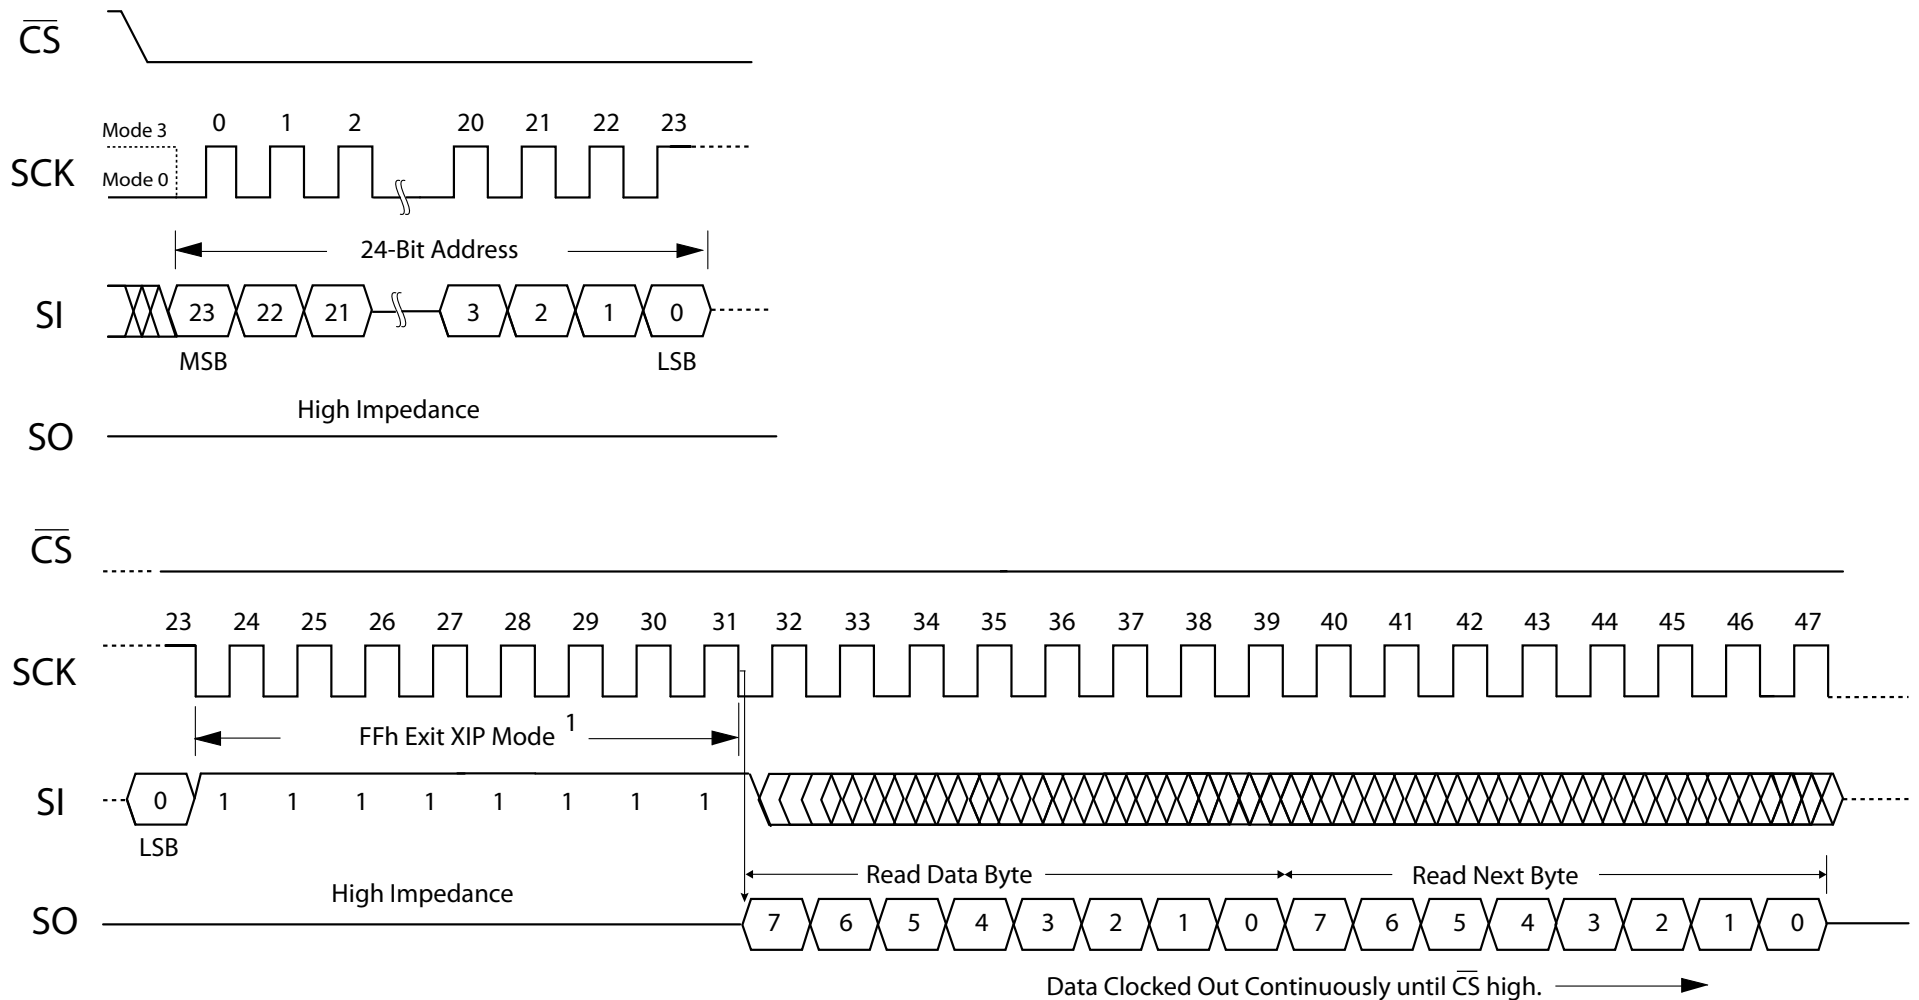 CS
Mode 3 0 1 2 20 21 22 23
SCK
Mode 0
24-Bit Address
SI 23 22 21 3 2 1 0
MSB LSB
High Impedance
SO
CS
23 24 25 26 27 28 29 30 31 32 33 34 35 36 37 38 39 40 41 42 43 44 45 46 47
SCK
FFh Exit XIP Mode 1
SI 0 1 1 1 1 1 1 1 1
LSB
Read Data Byte Read Next Byte
High Impedance
SO 7 6 5 4 3 2 1 0 7 6 5 4 3 2 1 0
Data Clocked Out Continuously until CS high.